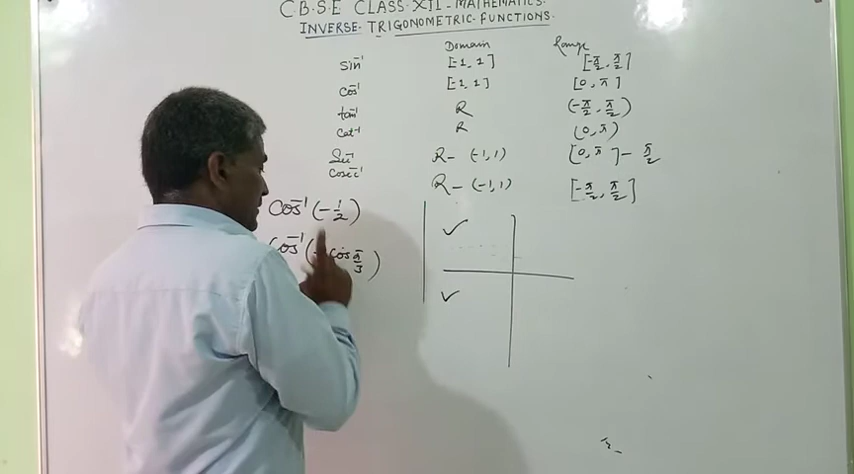 C.B.S.E CLASS XII - MATHEMATICS.
INVERSE TRIGONOMETRIC FUNCTIONS.
Domain Range
sin⁻¹ [-1, 1] [-π/2, π/2]
cos⁻¹ [-1, 1] [0, π]
tan⁻¹ R (-π/2, π/2)
cot⁻¹ R (0, π)
Sec⁻¹ R - (-1, 1) [0, π] - π/2
cosec⁻¹ R - (-1, 1) [-π/2, π/2]
cos⁻¹(-1/2)
cos⁻¹(- cos π/3)